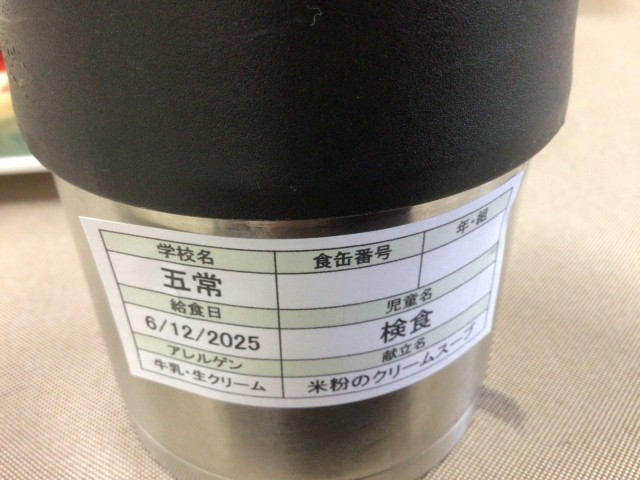 学校名 食缶番号 年・組
五常
給食日 児童名
6/12/2025 検食
アレルゲン 献立名
牛乳・生クリーム 米粉のクリームスープ